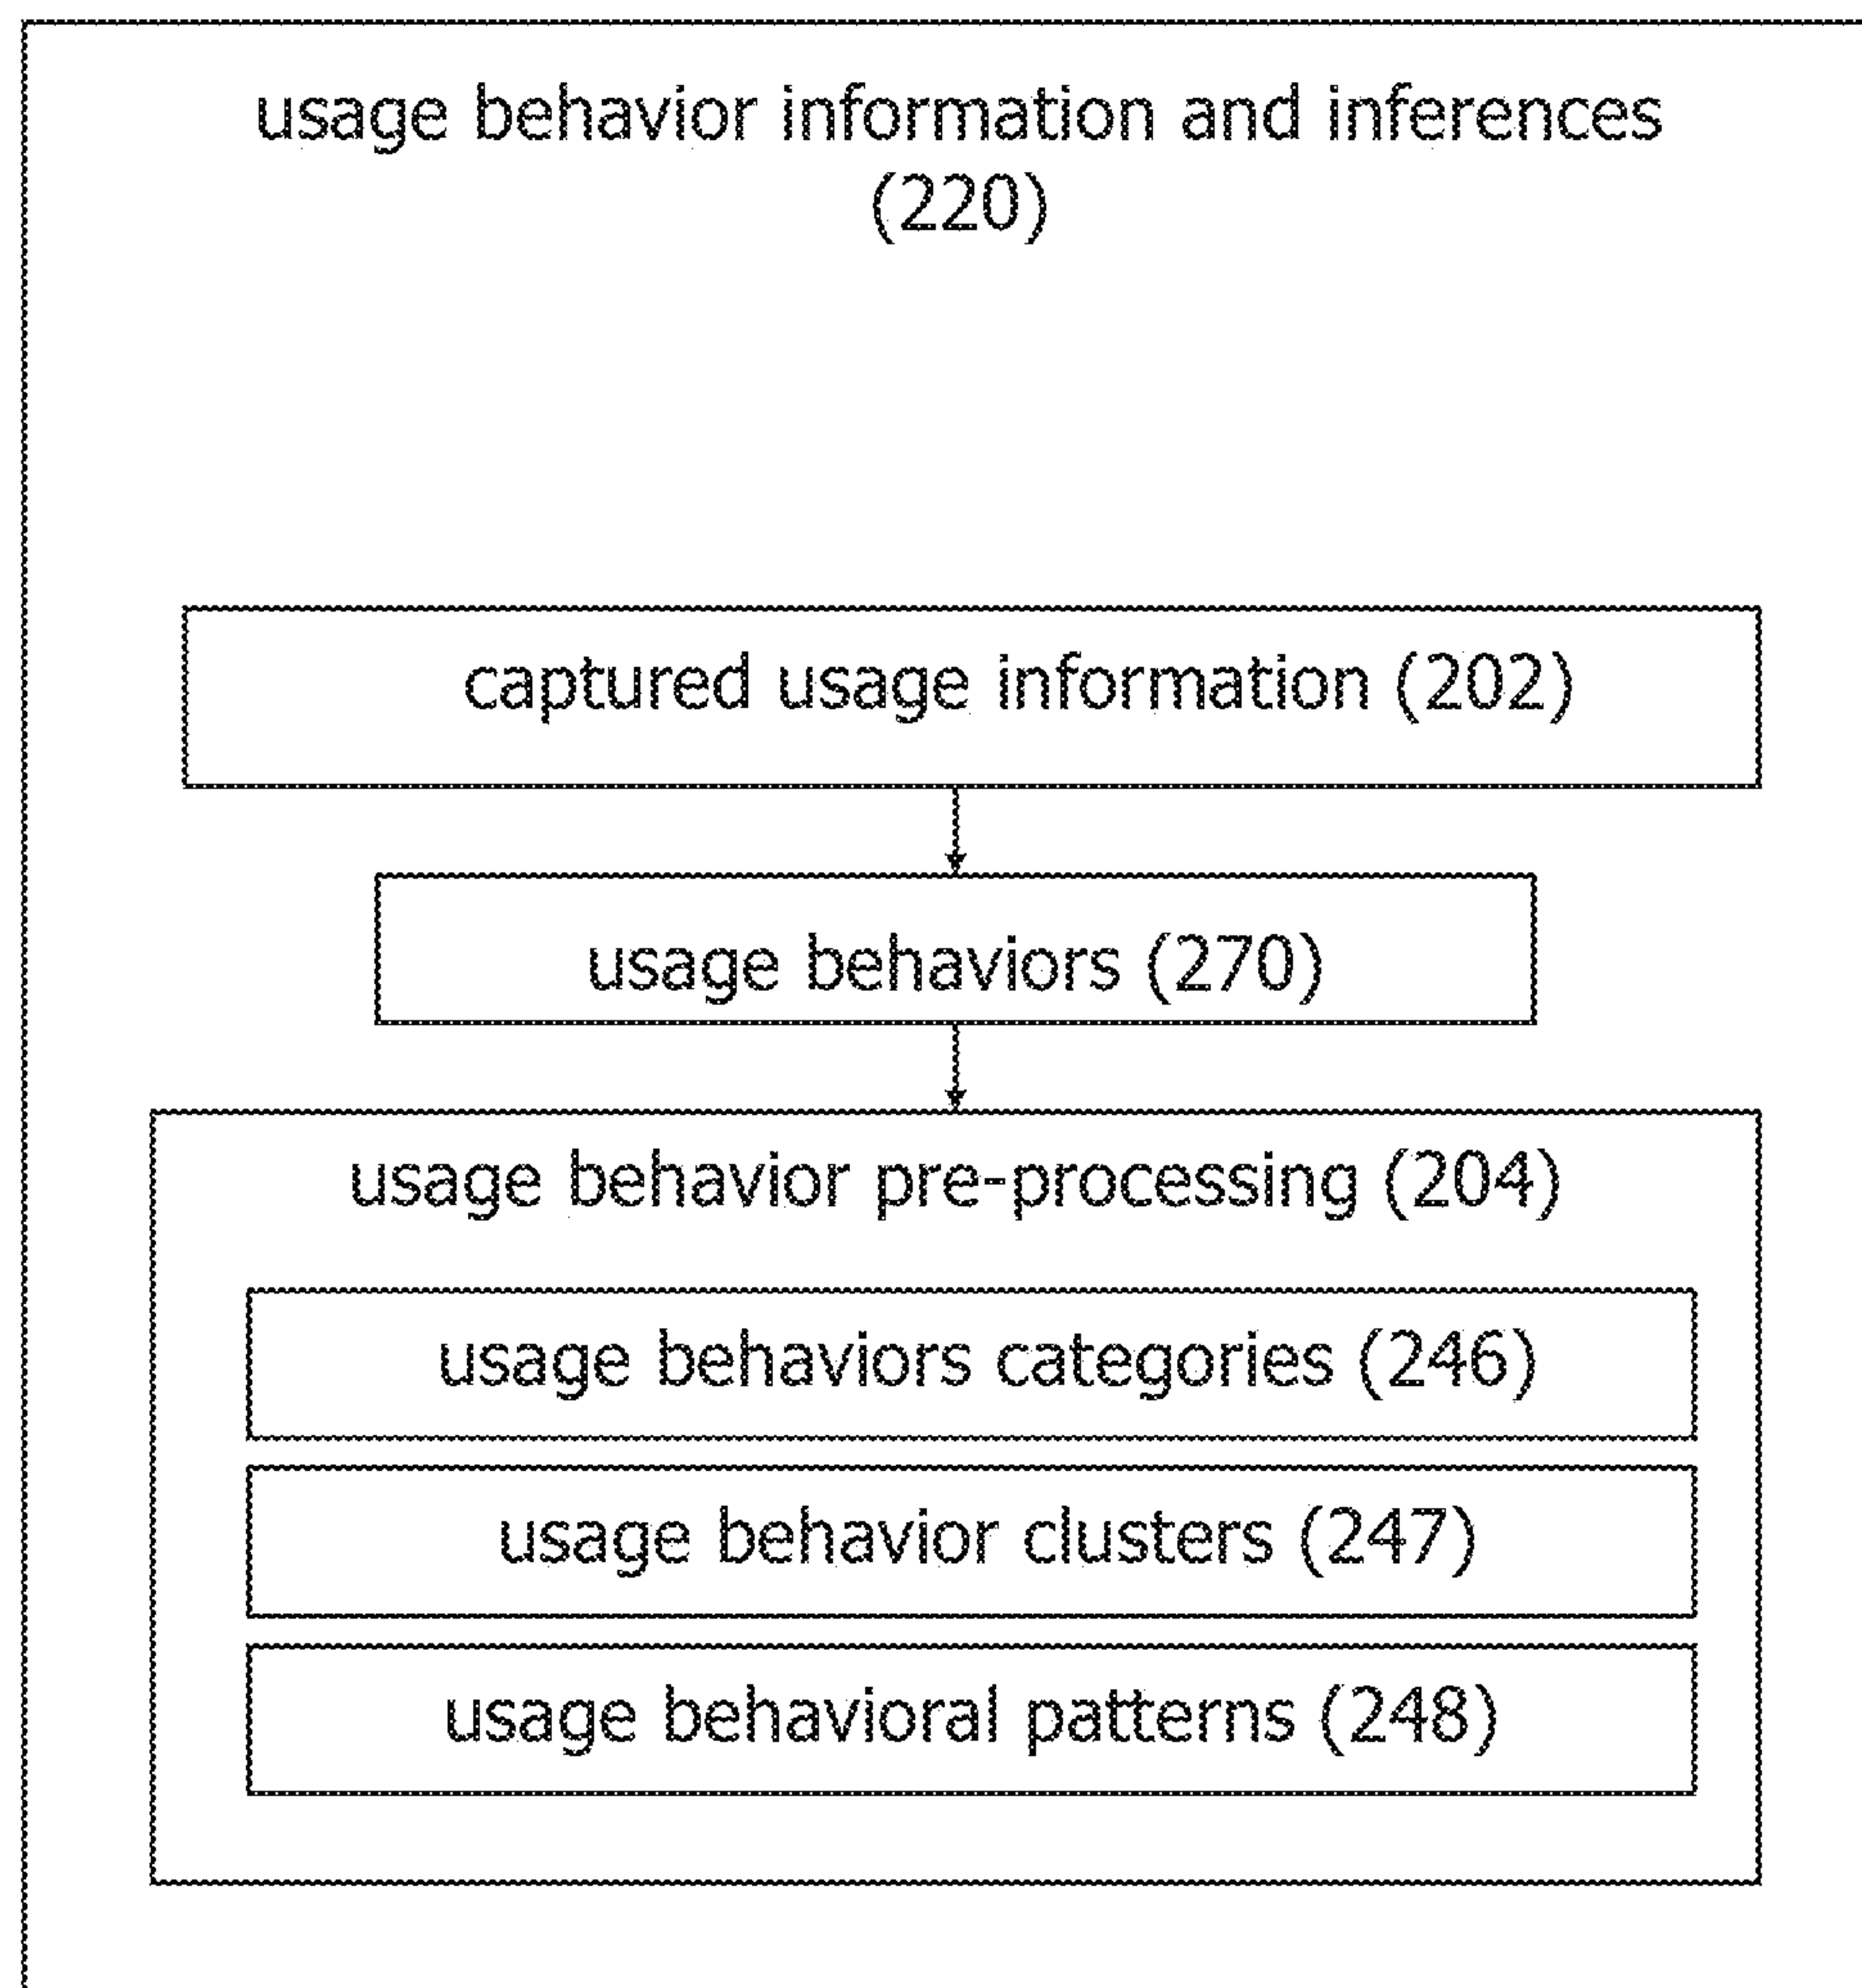 usage behavior information and inferences
(220)
captured usage information (202)
usage behaviors (270)
usage behavior pre-processing (204)
usage behaviors categories (246)
usage behavior clusters (247)
usage behavioral patterns (248)